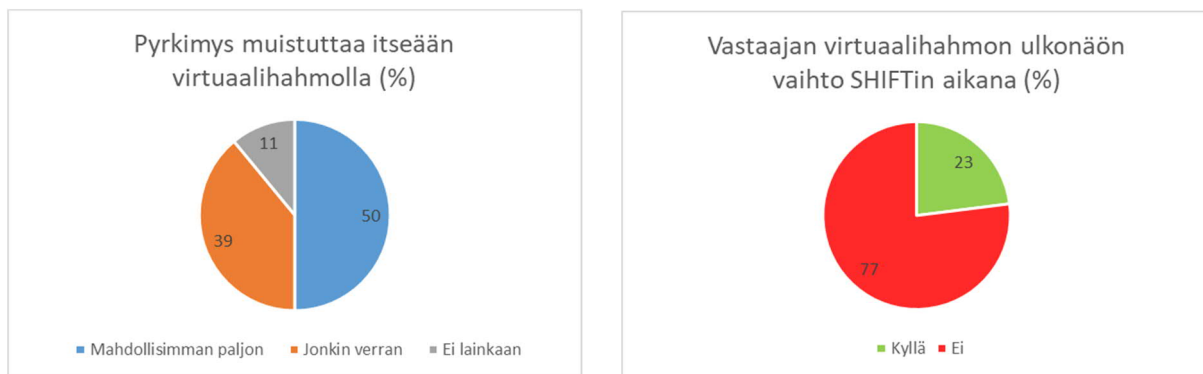 Pyrkimys muistuttaa itseään
virtuaalihahmolla (%)
11
50
39
Mahdollisimman paljon
Jonkin verran
Ei lainkaan
Vastaajan virtuaalihahmon ulkonäön
vaihto SHIFTin aikana (%)
23
77
Kyllä
Ei